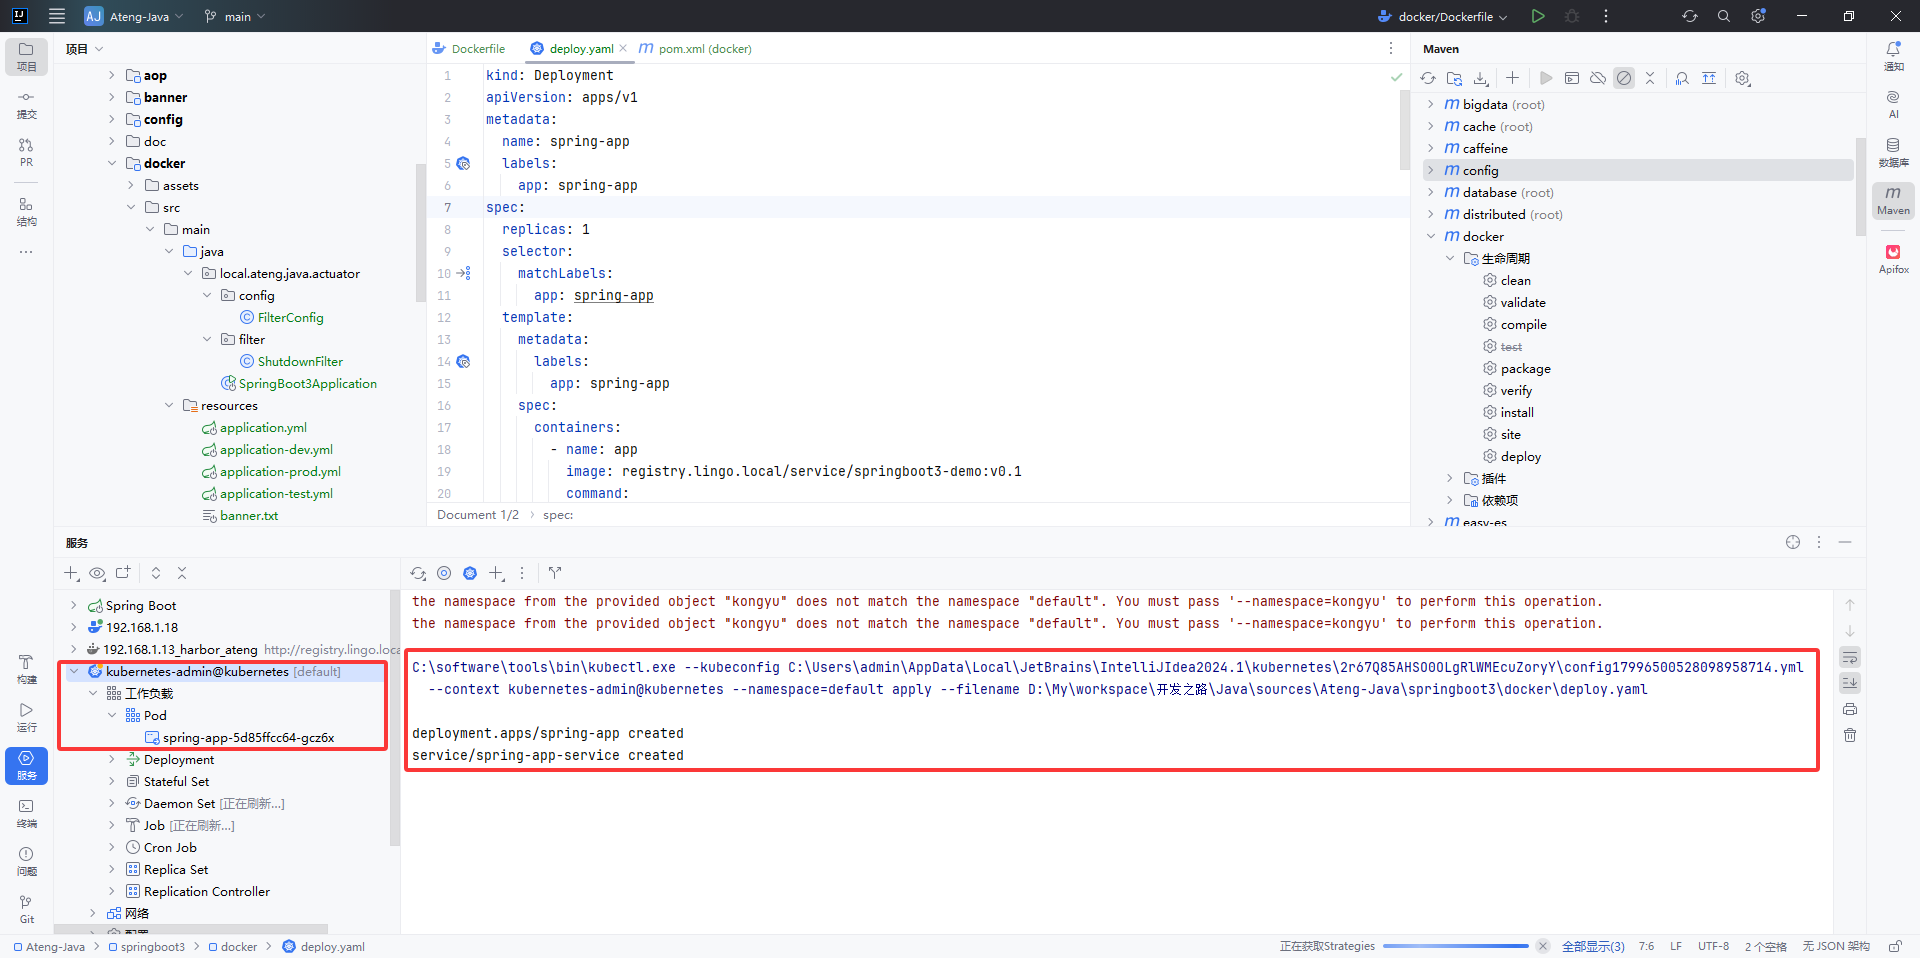 AJ Ateng-Java main docker/Dockerfile
项目
Dockerfile deploy.yaml pom.xml (docker)
Maven
项目
提交
PR
结构
aop
banner
config
doc
docker
assets
src
main
java
local.ateng.java.actuator
config
FilterConfig
filter
ShutdownFilter
SpringBoot3Application
resources
application.yml
application-dev.yml
application-prod.yml
application-test.yml
banner.txt
1 kind: Deployment
2 apiVersion: apps/v1
3 metadata:
4 name: spring-app
5 labels:
6 app: spring-app
7 spec:
8 replicas: 1
9 selector:
10 matchLabels:
11 app: spring-app
12 template:
13 metadata:
14 labels:
15 app: spring-app
16 spec:
17 containers:
18 - name: app
19 image: registry.lingo.local/service/springboot3-demo:v0.1
20 command:
Document 1/2 spec:
bigdata (root)
cache (root)
caffeine
config
database (root)
distributed (root)
docker
生命周期
clean
validate
compile
test
package
verify
install
site
deploy
插件
依赖项
easy-es
通知
AI
数据库
Maven
Apifox
服务
Spring Boot
192.168.1.18
192.168.1.13_harbor_ateng http://registry.lingo.loca
kubernetes-admin@kubernetes [default]
工作负载
Pod
spring-app-5d85ffcc64-gcz6x
Deployment
Stateful Set
Daemon Set [正在刷新...]
Job [正在刷新...]
Cron Job
Replica Set
Replication Controller
网络
配置
构建
运行
服务
终端
问题
Git
the namespace from the provided object "kongyu" does not match the namespace "default". You must pass '--namespace=kongyu' to perform this operation.
the namespace from the provided object "kongyu" does not match the namespace "default". You must pass '--namespace=kongyu' to perform this operation.
C:\software\tools\bin\kubectl.exe --kubeconfig C:\Users\admin\AppData\Local\JetBrains\IntelliJIdea2024.1\kubernetes\2r67Q85AHSO0OLgRlWMEcuZoryY\config17996500528098958714.yml
--context kubernetes-admin@kubernetes --namespace=default apply --filename D:\My\workspace\开发之路\Java\sources\Ateng-Java\springboot3\docker\deploy.yaml
deployment.apps/spring-app created
service/spring-app-service created
Ateng-Java springboot3 docker deploy.yaml 正在获取Strategies 全部显示(3) 7:6 LF UTF-8 2 个空格 无 JSON 架构